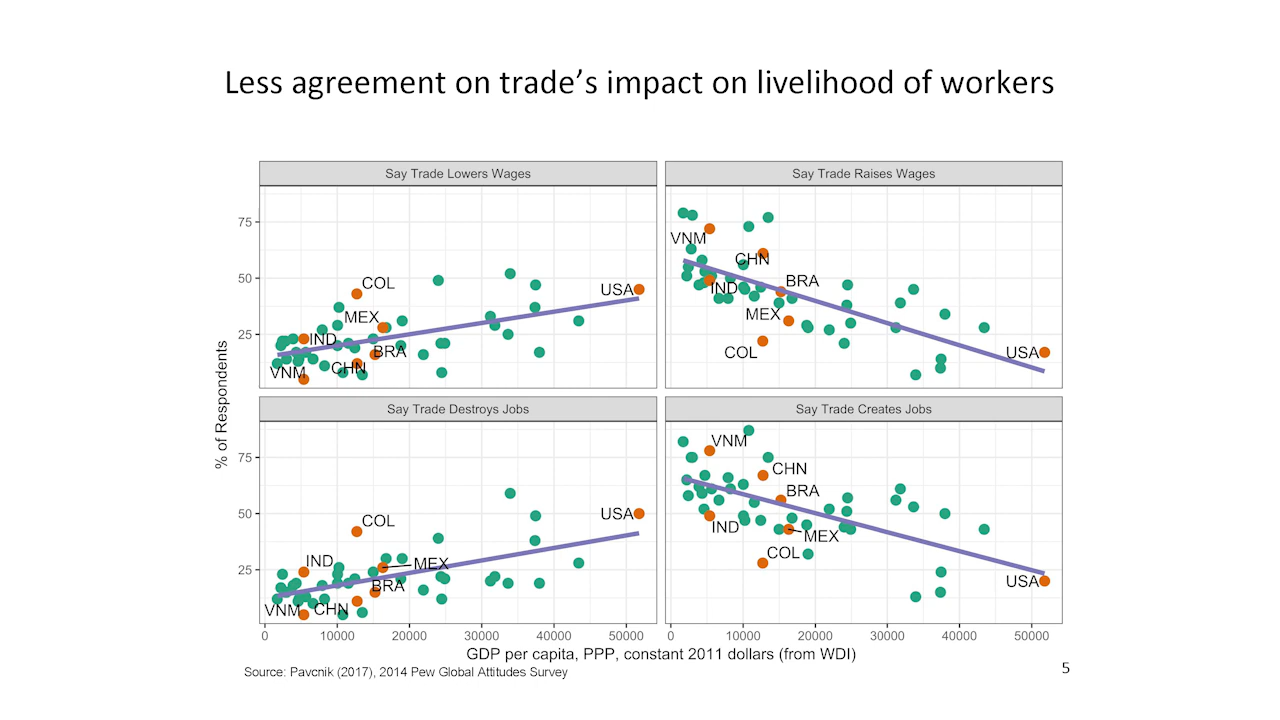 Less agreement on trade’s impact on livelihood of workers
% of Respondents
Say Trade Lowers Wages
75
50
25
COL
USA
MEX
IND
BRA
CHN
VNM
Say Trade Raises Wages
VNM
CHN
BRA
IND
MEX
COL
USA
Say Trade Destroys Jobs
75
50
25
COL
USA
IND
MEX
BRA
VNM
CHN
0 10000 20000 30000 40000 50000
Say Trade Creates Jobs
VNM
CHN
BRA
IND
MEX
COL
USA
0 10000 20000 30000 40000 50000
GDP per capita, PPP, constant 2011 dollars (from WDI)
Source: Pavcnik (2017), 2014 Pew Global Attitudes Survey
5